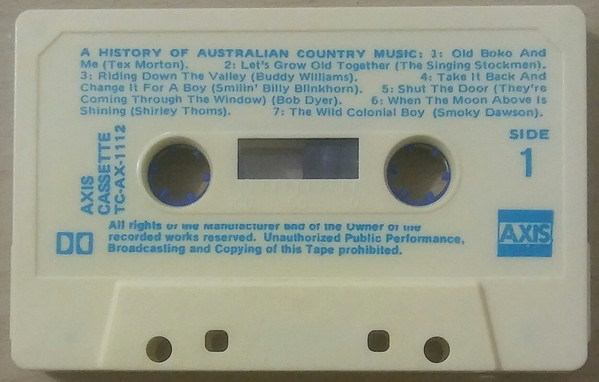 A HISTORY OF AUSTRALIAN COUNTRY MUSIC: 1: Old Boko And
Me (Tex Morton). 2: Let's Grow Old Together (The Singing Stockmen).
3: Riding Down The Valley (Buddy Williams). 4: Take It Back And
Change It For A Boy (Smilin' Billy Blinkhorn). 5: Shut The Door (They're
Coming Through The Window) (Bob Dyer). 6: When The Moon Above Is
Shining (Shirley Thoms). 7: The Wild Colonial Boy (Smoky Dawson).
SIDE
1
AXIS
CASSETTE
TC-AX-1112
All rights of the Manufacturer and of the Owner of the
recorded works reserved. Unauthorized Public Performance,
Broadcasting and Copying of this Tape prohibited.
AXIS